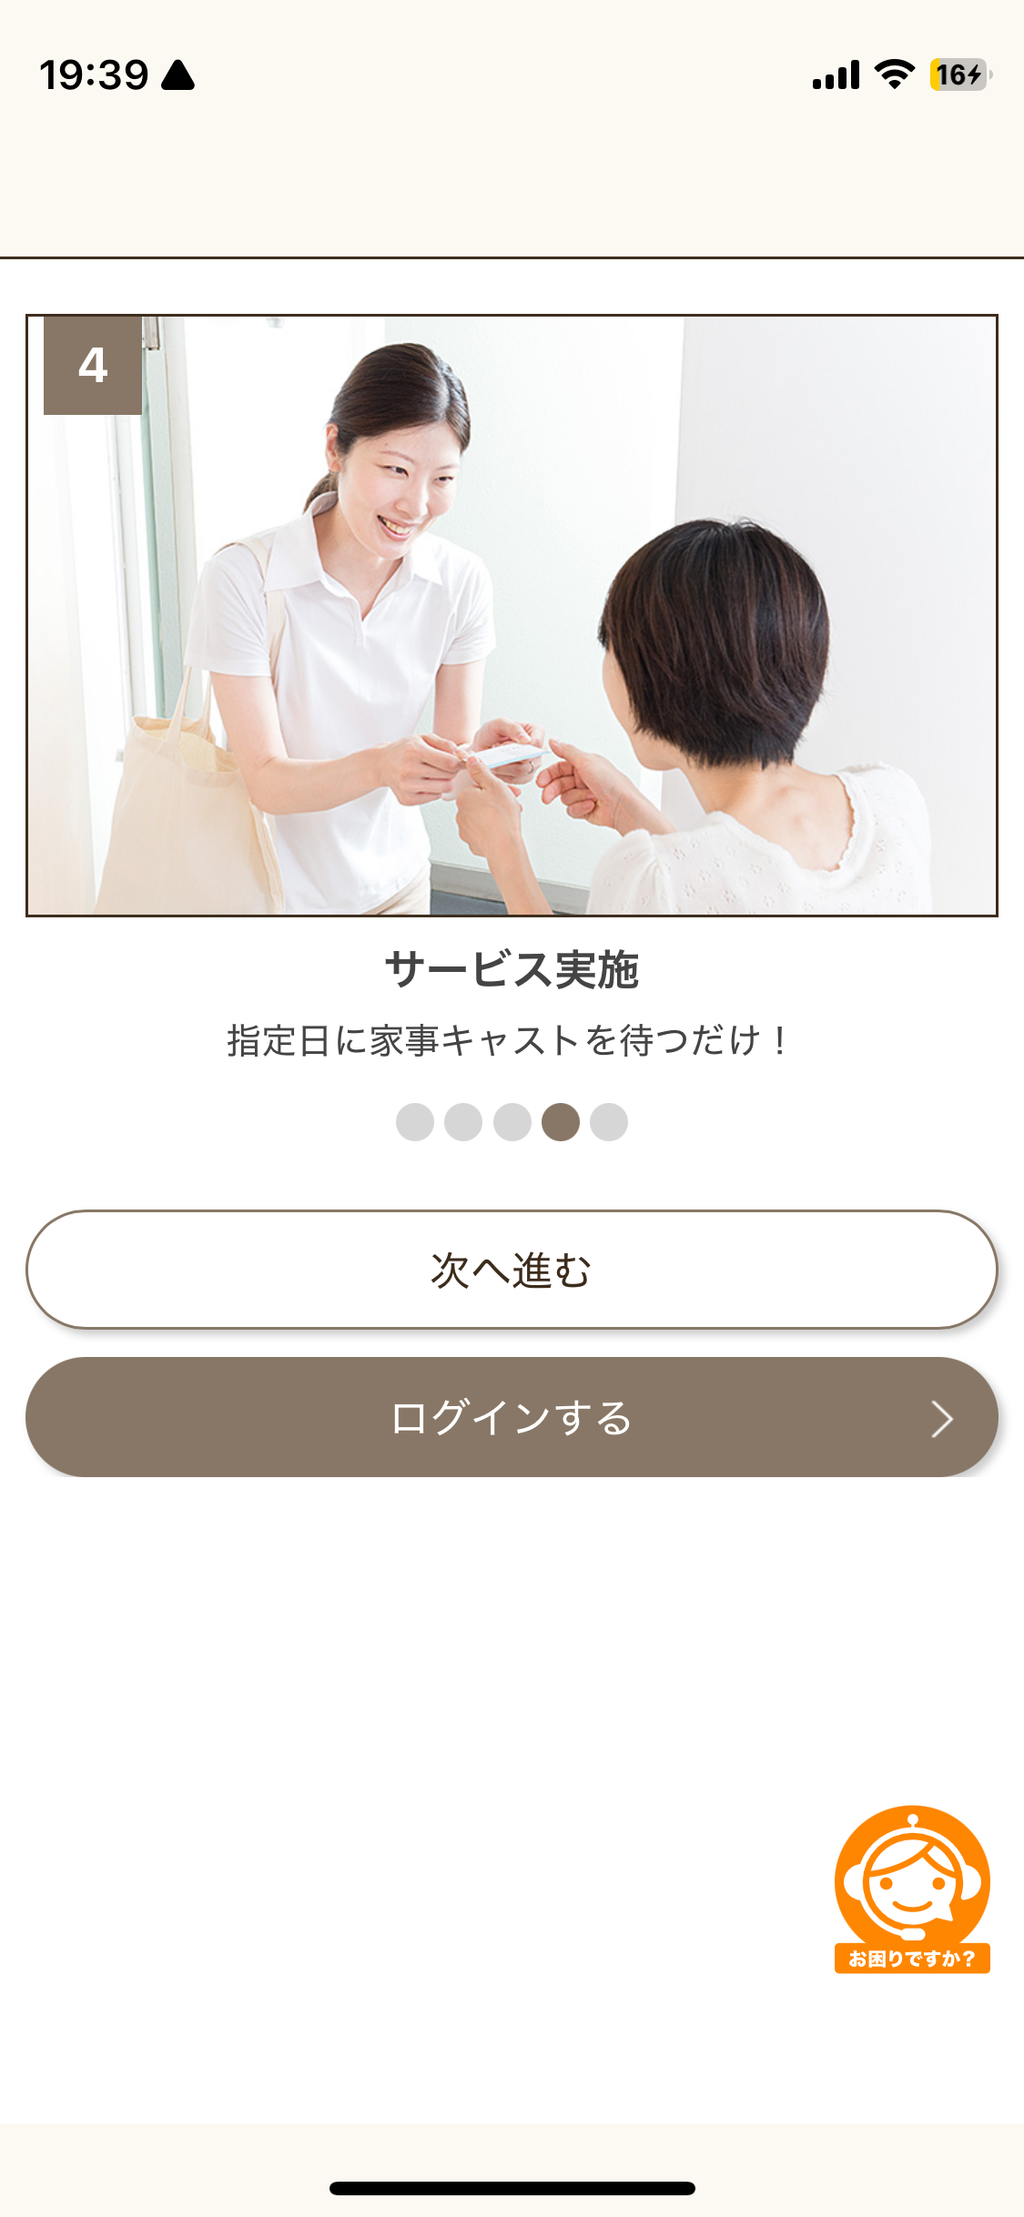 19:39
16
4
サービス実施
指定日に家事キャストを待つだけ！
次へ進む
ログインする
お困りですか？